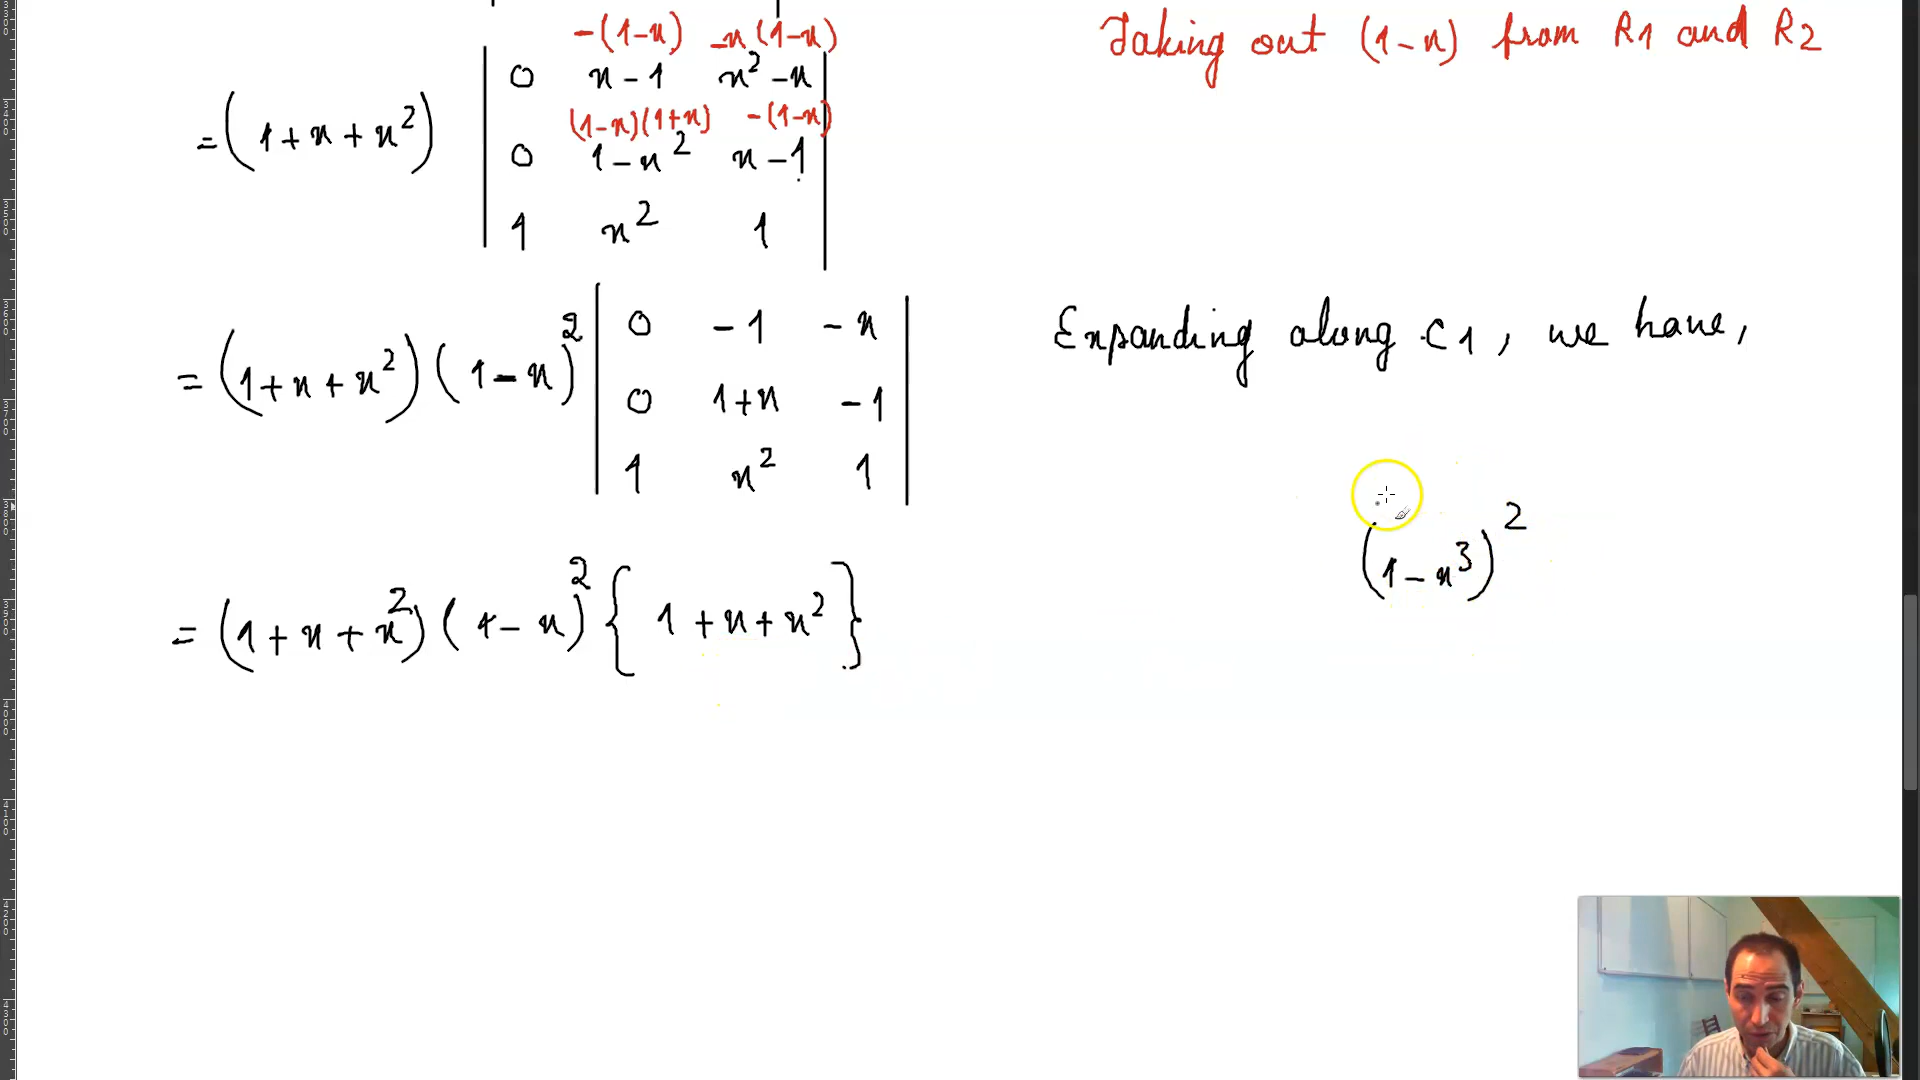 -(1-x) -x(1-x)
Taking out (1-x) from R1 and R2
0 x-1 x²-x
(1-x)(1+x) -(1-x)
=(1+x+x²)
0 1-x² x-1
1 x² 1
0 -1 -x
Expanding along C1, we have,
=(1+x+x²)(1-x)²
0 1+x -1
1 x² 1
(1-x³)²
=(1+x+x²)(1-x)²{1+x+x²}